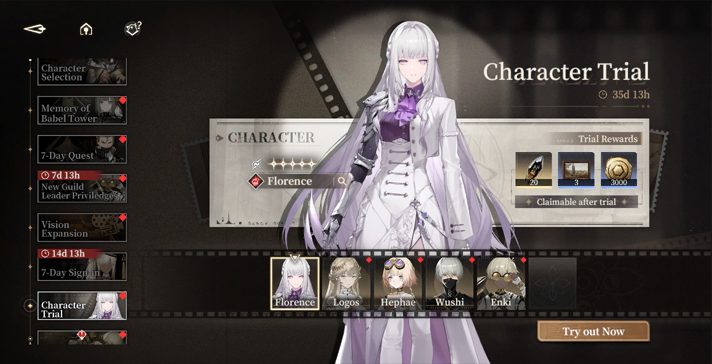 Character
Selection
Memory of
Babel Tower
7-Day Quest
7d 13h
New Guild
Leader Priviledges
Vision
Expansion
14d 13h
7-Day Signon
Character
Trial
Character Trial
35d 13h
CHARACTER
Florence
Trial Rewards
20
3
3000
Claimable after trial
Florence
Logos
Hephae
Wushi
Enki
Try out Now